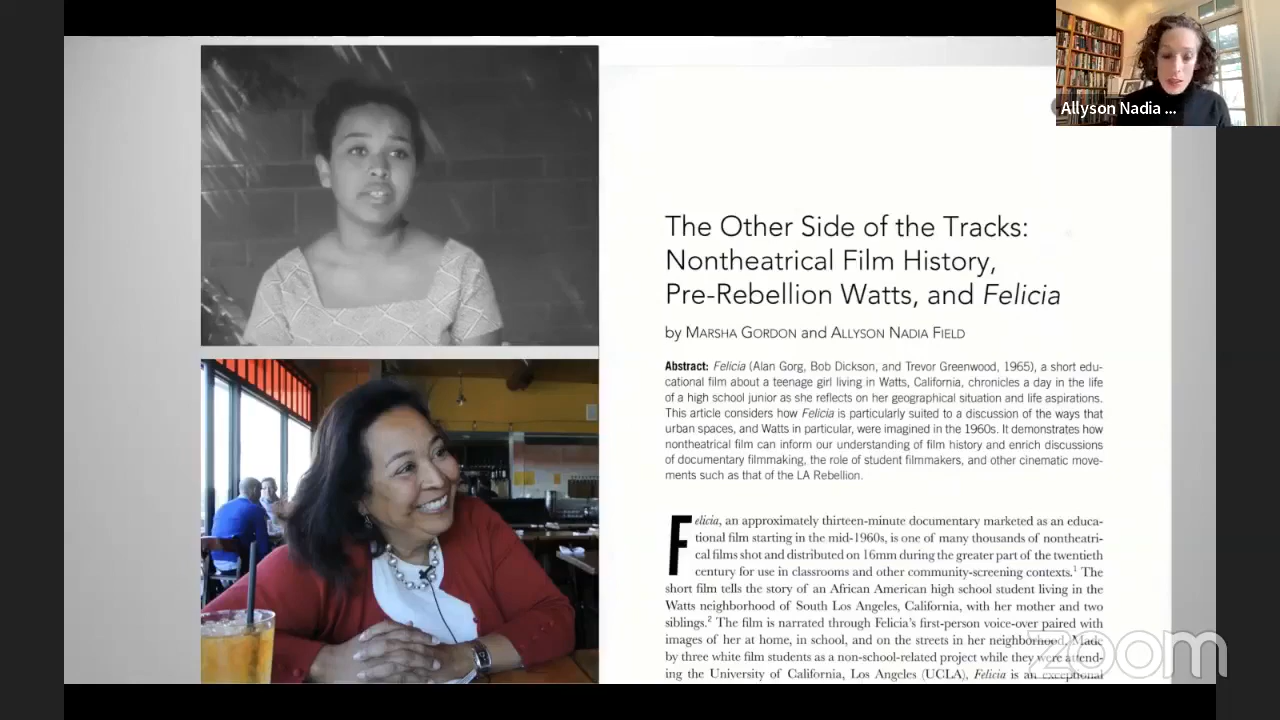 Allyson Nadia ...
The Other Side of the Tracks:
Nontheatrical Film History,
Pre-Rebellion Watts, and Felicia
by MARSHA GORDON and ALLYSON NADIA FIELD
Abstract: Felicia (Alan Gorg, Bob Dickson, and Trevor Greenwood, 1965), a short edu-
cational film about a teenage girl living in Watts, California, chronicles a day in the life
of a high school junior as she reflects on her geographical situation and life aspirations.
This article considers how Felicia is particularly suited to a discussion of the ways that
urban spaces, and Watts in particular, were imagined in the 1960s. It demonstrates how
nontheatrical film can inform our understanding of film history and enrich discussions
of documentary filmmaking, the role of student filmmakers, and other cinematic move-
ments such as that of the LA Rebellion.
Felicia, an approximately thirteen-minute documentary marketed as an educa-
tional film starting in the mid-1960s, is one of many thousands of nontheatri-
cal films shot and distributed on 16mm during the greater part of the twentieth
century for use in classrooms and other community-screening contexts.¹ The
short film tells the story of an African American high school student living in the
Watts neighborhood of South Los Angeles, California, with her mother and two
siblings.² The film is narrated through Felicia's first-person voice-over paired with
images of her at home, in school, and on the streets in her neighborhood. Made
by three white film students as a non-school-related project while they were attend-
ing the University of California, Los Angeles (UCLA), Felicia is an exceptional
zoom